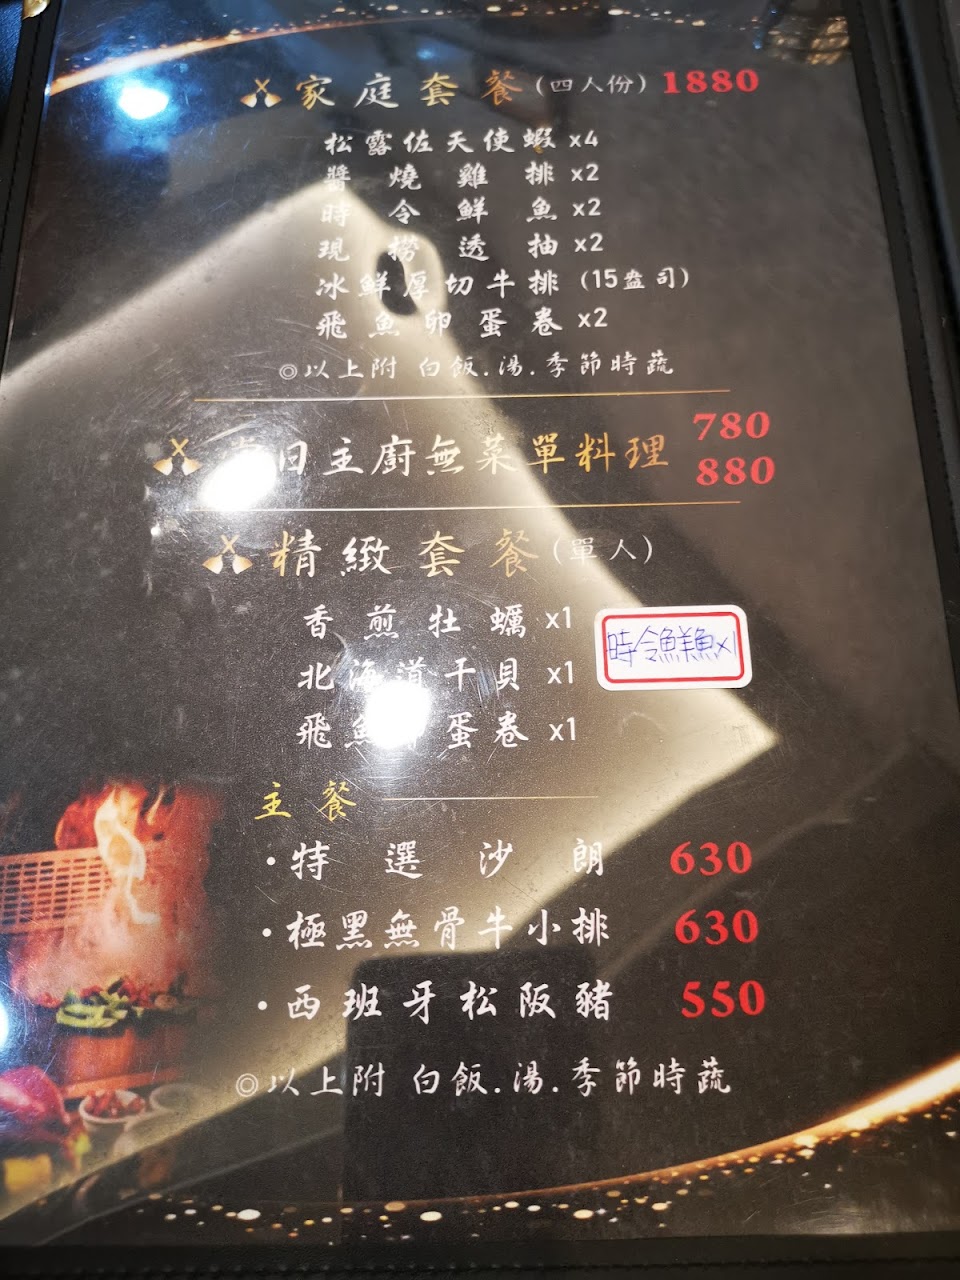 家庭套餐(四人份) 1880
松露佐天使蝦 x4
醬燒雞排 x2
時令鮮魚 x2
現撈透抽 x2
冰鮮厚切牛排 (15盎司)
飛魚卵蛋卷 x2
◎以上附 白飯.湯.季節時蔬
780
日主廚無菜單料理
880
精緻套餐(單人)
香煎牡蠣 x1
時令鮮魚x1
北海道干貝 x1
飛魚卵蛋卷 x1
主餐
·特選沙朗 630
·極黑無骨牛小排 630
·西班牙松阪豬 550
◎以上附 白飯.湯.季節時蔬